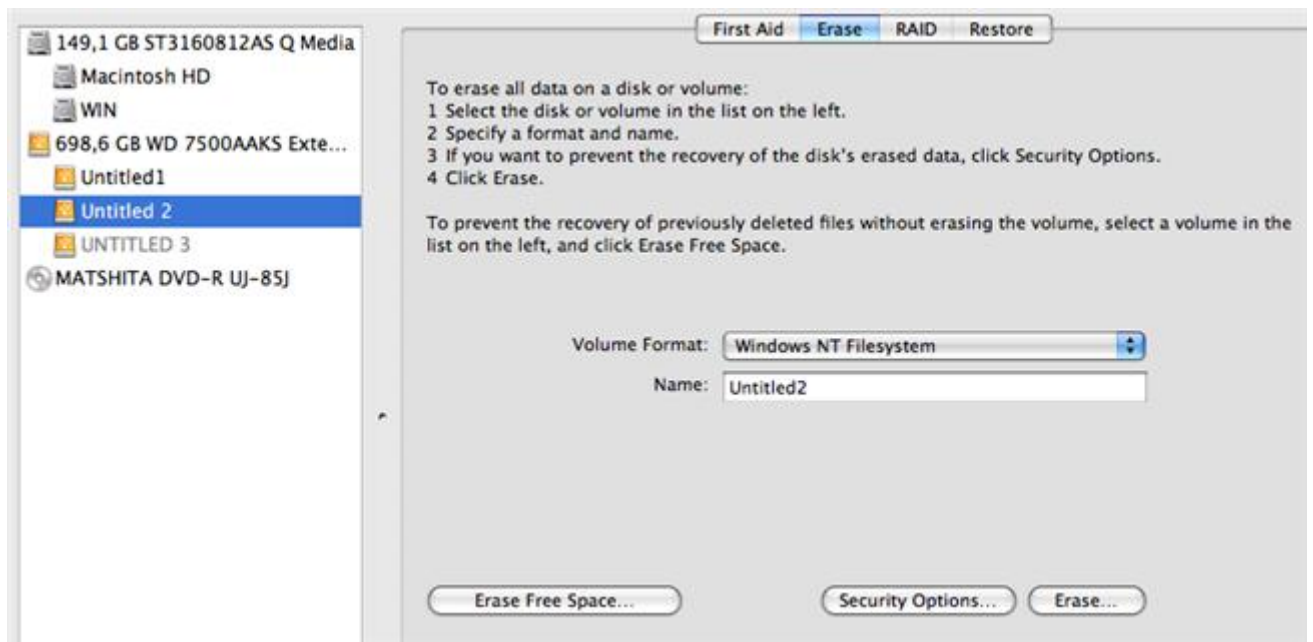 149,1 GB ST3160812AS Q Media
Macintosh HD
WIN
698,6 GB WD 7500AAKS Exte...
Untitled1
Untitled 2
UNTITLED 3
MATSHITA DVD-R UJ-85J
First Aid Erase RAID Restore
To erase all data on a disk or volume:
1 Select the disk or volume in the list on the left.
2 Specify a format and name.
3 If you want to prevent the recovery of the disk's erased data, click Security Options.
4 Click Erase.
To prevent the recovery of previously deleted files without erasing the volume, select a volume in the
list on the left, and click Erase Free Space.
Volume Format: Windows NT Filesystem
Name: Untitled2
Erase Free Space... Security Options... Erase...